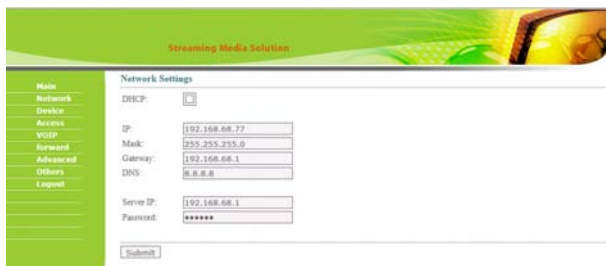 Streaming Media Solution
Main
Network
Device
Access
VOIP
forward
Advanced
Others
Logout
Network Settings
DHCP:
IP: 192.168.68.77
Mask: 255.255.255.0
Gateway: 192.168.68.1
DNS: 8.8.8.8
Server IP: 192.168.68.1
Password: ******
Submit